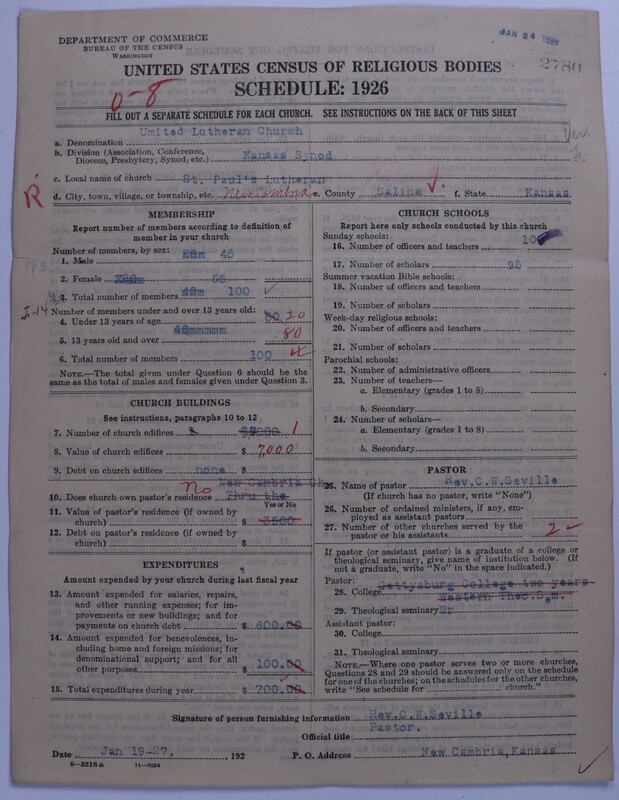 DEPARTMENT OF COMMERCE
BUREAU OF THE CENSUS
WASHINGTON
JAN 24
2780
UNITED STATES CENSUS OF RELIGIOUS BODIES
SCHEDULE: 1926
0-8
FILL OUT A SEPARATE SCHEDULE FOR EACH CHURCH. SEE INSTRUCTIONS ON THE BACK OF THIS SHEET
a. Denomination United Lutheran Church
b. Division (Association, Conference, Diocese, Presbytery, Synod, etc.) Kansas Synod
c. Local name of church St. Paul's Lutheran
R
d. City, town, village, or township, etc. New Cambria e. County Salina f. State Kansas
MEMBERSHIP
Report number of members according to definition of
member in your church
Number of members, by sex:
1. Male 45
2. Female 55
3. Total number of members 100
Number of members under and over 13 years old:
4. Under 13 years of age 20 20
5. 13 years old and over 80
6. Total number of members 100
NOTE.—The total given under Question 6 should be
same as the total of males and females given under Question 3.
CHURCH BUILDINGS
See instructions, paragraphs 10 to 12
7. Number of church edifices 1
8. Value of church edifices $ 7000
9. Debt on church edifices none $
New Cambria Ch
10. Does church own pastor's residence no Thru the
Yes or No
11. Value of pastor's residence (if owned by
church) $
12. Debt on pastor's residence (if owned by
church) $
EXPENDITURES
Amount expended by your church during last fiscal year
13. Amount expended for salaries, repairs,
and other running expenses; for im-
provements or new buildings; and for
payments on church debt $ 600.00
14. Amount expended for benevolences, in-
cluding home and foreign missions; for
denominational support; and for all
other purposes 100.00
15. Total expenditures during year $ 700.00
CHURCH SCHOOLS
Report here only schools conducted by this church
Sunday schools:
16. Number of officers and teachers 10
17. Number of scholars 95
Summer vacation Bible schools:
18. Number of officers and teachers
19. Number of scholars
Week-day religious schools:
20. Number of officers and teachers
21. Number of scholars
Parochial schools:
22. Number of administrative officers
23. Number of teachers—
a. Elementary (grades 1 to 8)
b. Secondary
24. Number of scholars—
a. Elementary (grades 1 to 8)
b. Secondary
PASTOR
25. Name of pastor Rev.C.W.Seville
(If church has no pastor, write "None")
26. Number of ordained ministers, if any, em-
ployed as assistant pastors
27. Number of other churches served by the
pastor or his assistants 2
If pastor (or assistant pastor) is a graduate of a college or
theological seminary, give name of institution below. (If
not a graduate, write "No" in the space indicated.)
Pastor:
28. College Gettysburg College two years
Western Theo.Sem.
29. Theological seminary
Assistant pastor:
30. College
31. Theological seminary
NOTE.—Where one pastor serves two or more churches,
Questions 28 and 29 should be answered only on the schedule
for one of the churches; on the schedules for the other churches,
write "See schedule for church."
Signature of person furnishing information Rev.C.W.Seville
Official title Pastor.
Date Jan 19-27. , 192 P. O. Address New Cambria,Kansas
8-5518 a 11-9054